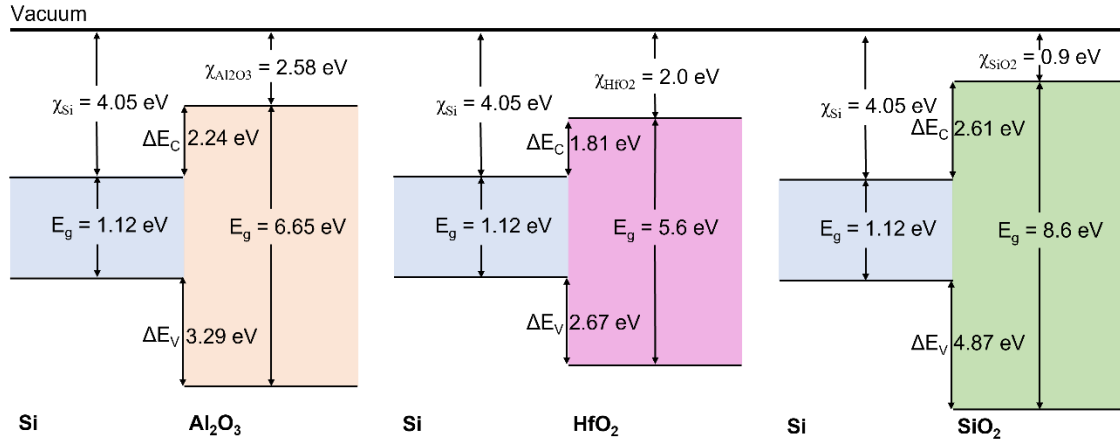 Vacuum
χSi = 4.05 eV
χAl2O3 = 2.58 eV
ΔEC
2.24 eV
Eg = 1.12 eV
Eg = 6.65 eV
ΔEV
3.29 eV
Si
Al2O3
χSi = 4.05 eV
χHfO2 = 2.0 eV
ΔEC
1.81 eV
Eg = 1.12 eV
Eg = 5.6 eV
ΔEV
2.67 eV
Si
HfO2
χSi = 4.05 eV
χSiO2 = 0.9 eV
ΔEC
2.61 eV
Eg = 1.12 eV
Eg = 8.6 eV
ΔEV
4.87 eV
Si
SiO2